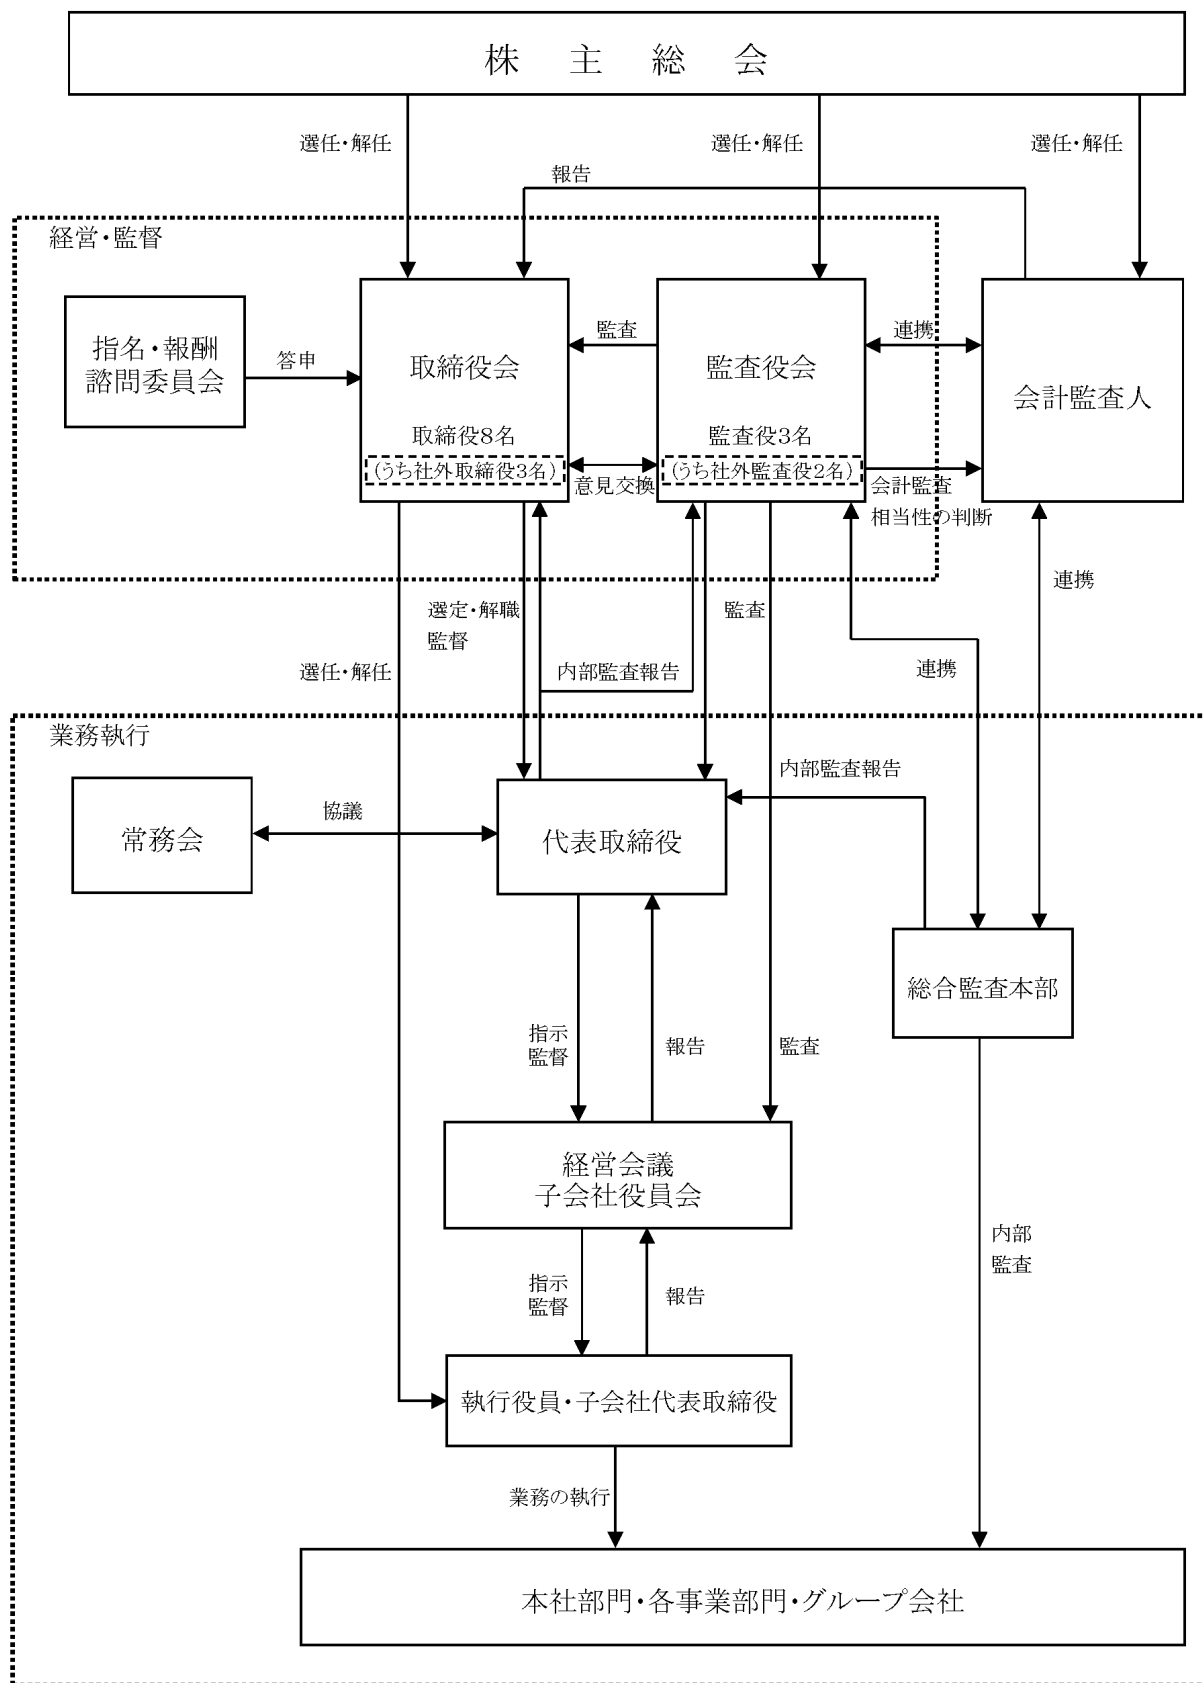 株主総会
選任・解任
選任・解任
選任・解任
報告
経営・監督
指名・報酬
諮問委員会
答申
取締役会
取締役8名
(うち社外取締役3名)
監査
意見交換
監査役会
監査役3名
(うち社外監査役2名)
連携
会計監査
相当性の判断
会計監査人
連携
選定・解職
監督
監査
選任・解任
内部監査報告
連携
業務執行
常務会
協議
代表取締役
内部監査報告
総合監査本部
指示
監督
報告
監査
経営会議
子会社役員会
内部
監査
指示
監督
報告
執行役員・子会社代表取締役
業務の執行
本社部門・各事業部門・グループ会社